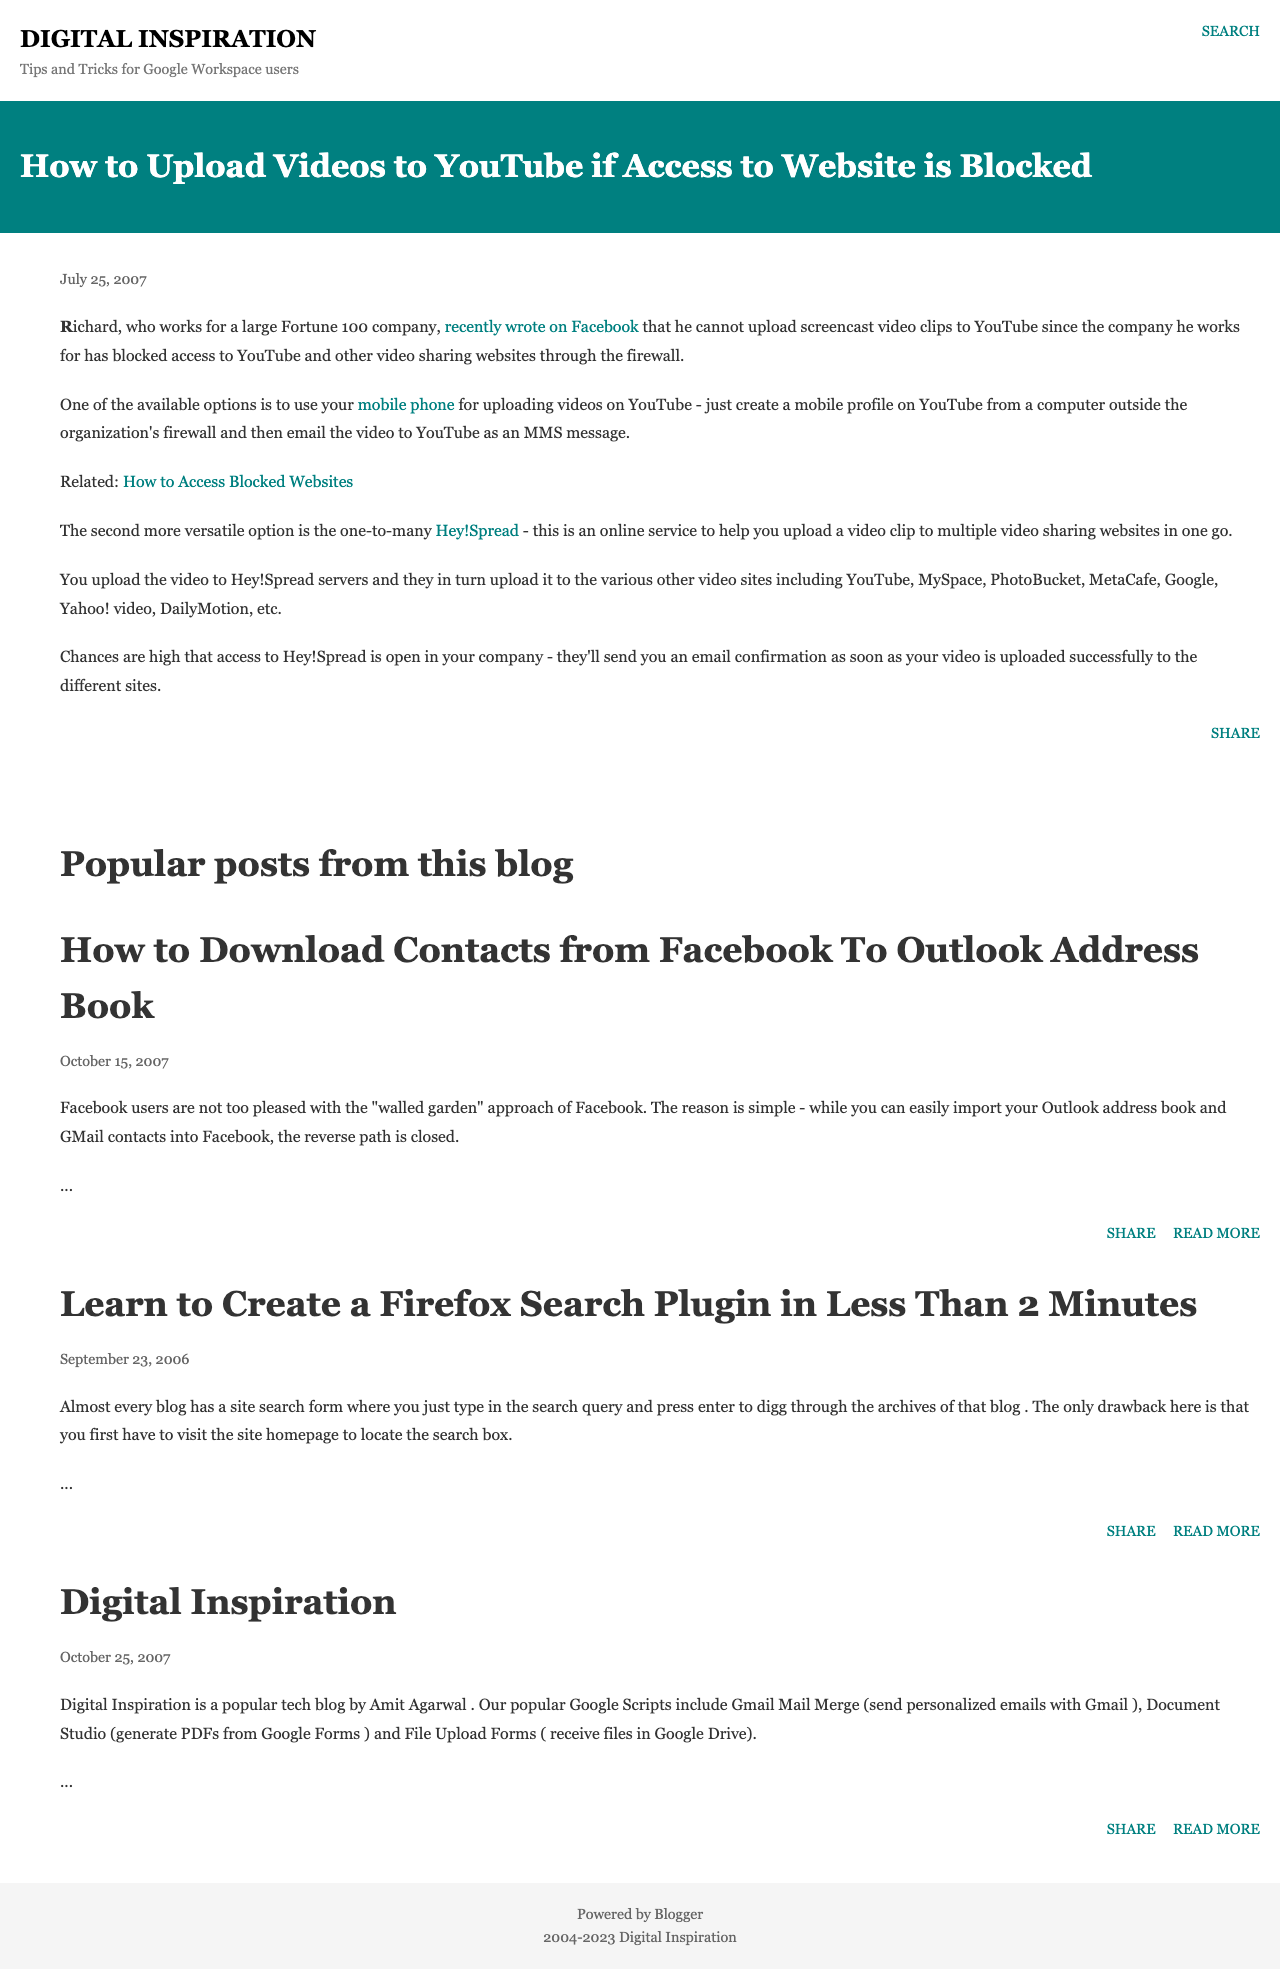 DIGITAL INSPIRATION
SEARCH
Tips and Tricks for Google Workspace users
How to Upload Videos to YouTube if Access to Website is Blocked
July 25, 2007
Richard, who works for a large Fortune 100 company, recently wrote on Facebook that he cannot upload screencast video clips to YouTube since the company he works
for has blocked access to YouTube and other video sharing websites through the firewall.
One of the available options is to use your mobile phone for uploading videos on YouTube - just create a mobile profile on YouTube from a computer outside the
organization's firewall and then email the video to YouTube as an MMS message.
Related: How to Access Blocked Websites
The second more versatile option is the one-to-many Hey!Spread - this is an online service to help you upload a video clip to multiple video sharing websites in one go.
You upload the video to Hey!Spread servers and they in turn upload it to the various other video sites including YouTube, MySpace, PhotoBucket, MetaCafe, Google,
Yahoo! video, DailyMotion, etc.
Chances are high that access to Hey!Spread is open in your company - they'll send you an email confirmation as soon as your video is uploaded successfully to the
different sites.
SHARE
Popular posts from this blog
How to Download Contacts from Facebook To Outlook Address
Book
October 15, 2007
Facebook users are not too pleased with the "walled garden" approach of Facebook. The reason is simple - while you can easily import your Outlook address book and
GMail contacts into Facebook, the reverse path is closed.
...
SHARE READ MORE
Learn to Create a Firefox Search Plugin in Less Than 2 Minutes
September 23, 2006
Almost every blog has a site search form where you just type in the search query and press enter to digg through the archives of that blog . The only drawback here is that
you first have to visit the site homepage to locate the search box.
...
SHARE READ MORE
Digital Inspiration
October 25, 2007
Digital Inspiration is a popular tech blog by Amit Agarwal . Our popular Google Scripts include Gmail Mail Merge (send personalized emails with Gmail ), Document
Studio (generate PDFs from Google Forms ) and File Upload Forms ( receive files in Google Drive).
...
SHARE READ MORE
Powered by Blogger
2004-2023 Digital Inspiration